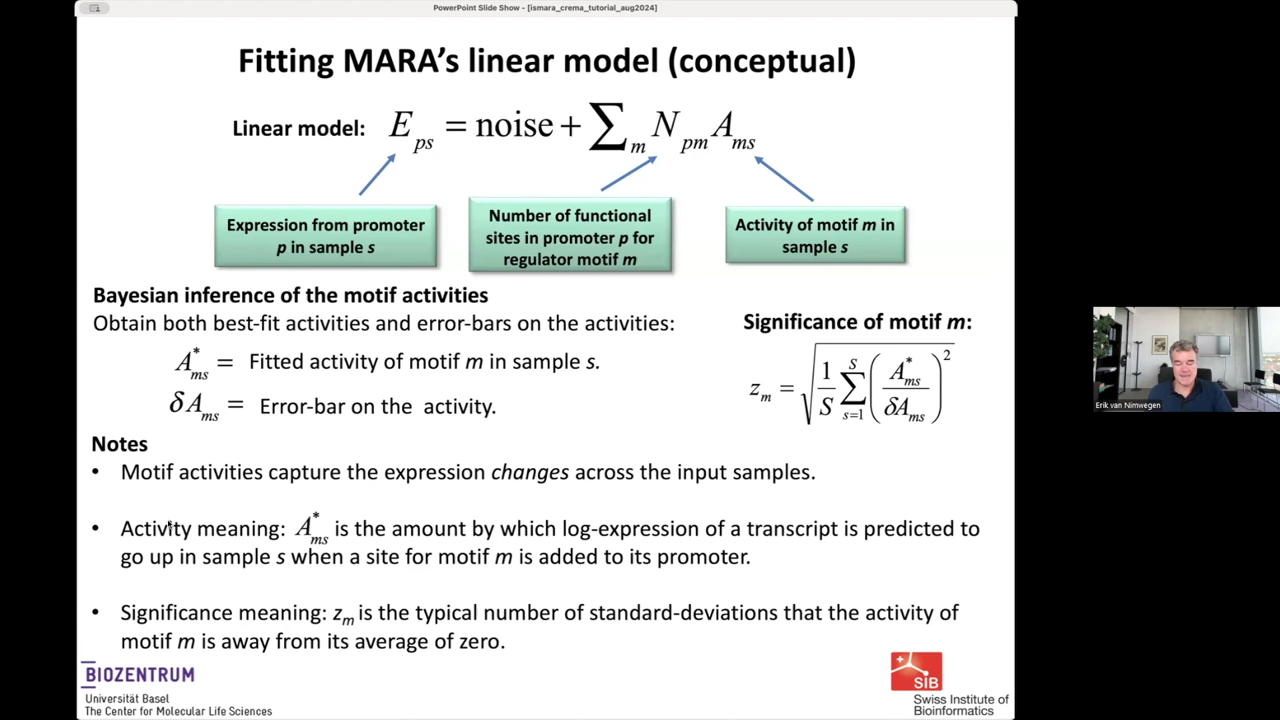 PowerPoint Slide Show - [ismara_crema_tutorial_aug2024]
Fitting MARA's linear model (conceptual)
Linear model: E_ps = noise + ∑_m N_pm A_ms
Expression from promoter
p in sample s
Number of functional
sites in promoter p for
regulator motif m
Activity of motif m in
sample s
Bayesian inference of the motif activities
Obtain both best-fit activities and error-bars on the activities:
A*_ms = Fitted activity of motif m in sample s.
δA_ms = Error-bar on the activity.
Significance of motif m:
z_m = √(1/S ∑_{s=1}^{S} (A*_ms / δA_ms)^2)
Notes
• Motif activities capture the expression changes across the input samples.
• Activity meaning: A*_ms is the amount by which log-expression of a transcript is predicted to
go up in sample s when a site for motif m is added to its promoter.
• Significance meaning: z_m is the typical number of standard-deviations that the activity of
motif m is away from its average of zero.
BIOZENTRUM
Universität Basel
The Center for Molecular Life Sciences
SIB
Swiss Institute of
Bioinformatics
Erik van Nimwegen